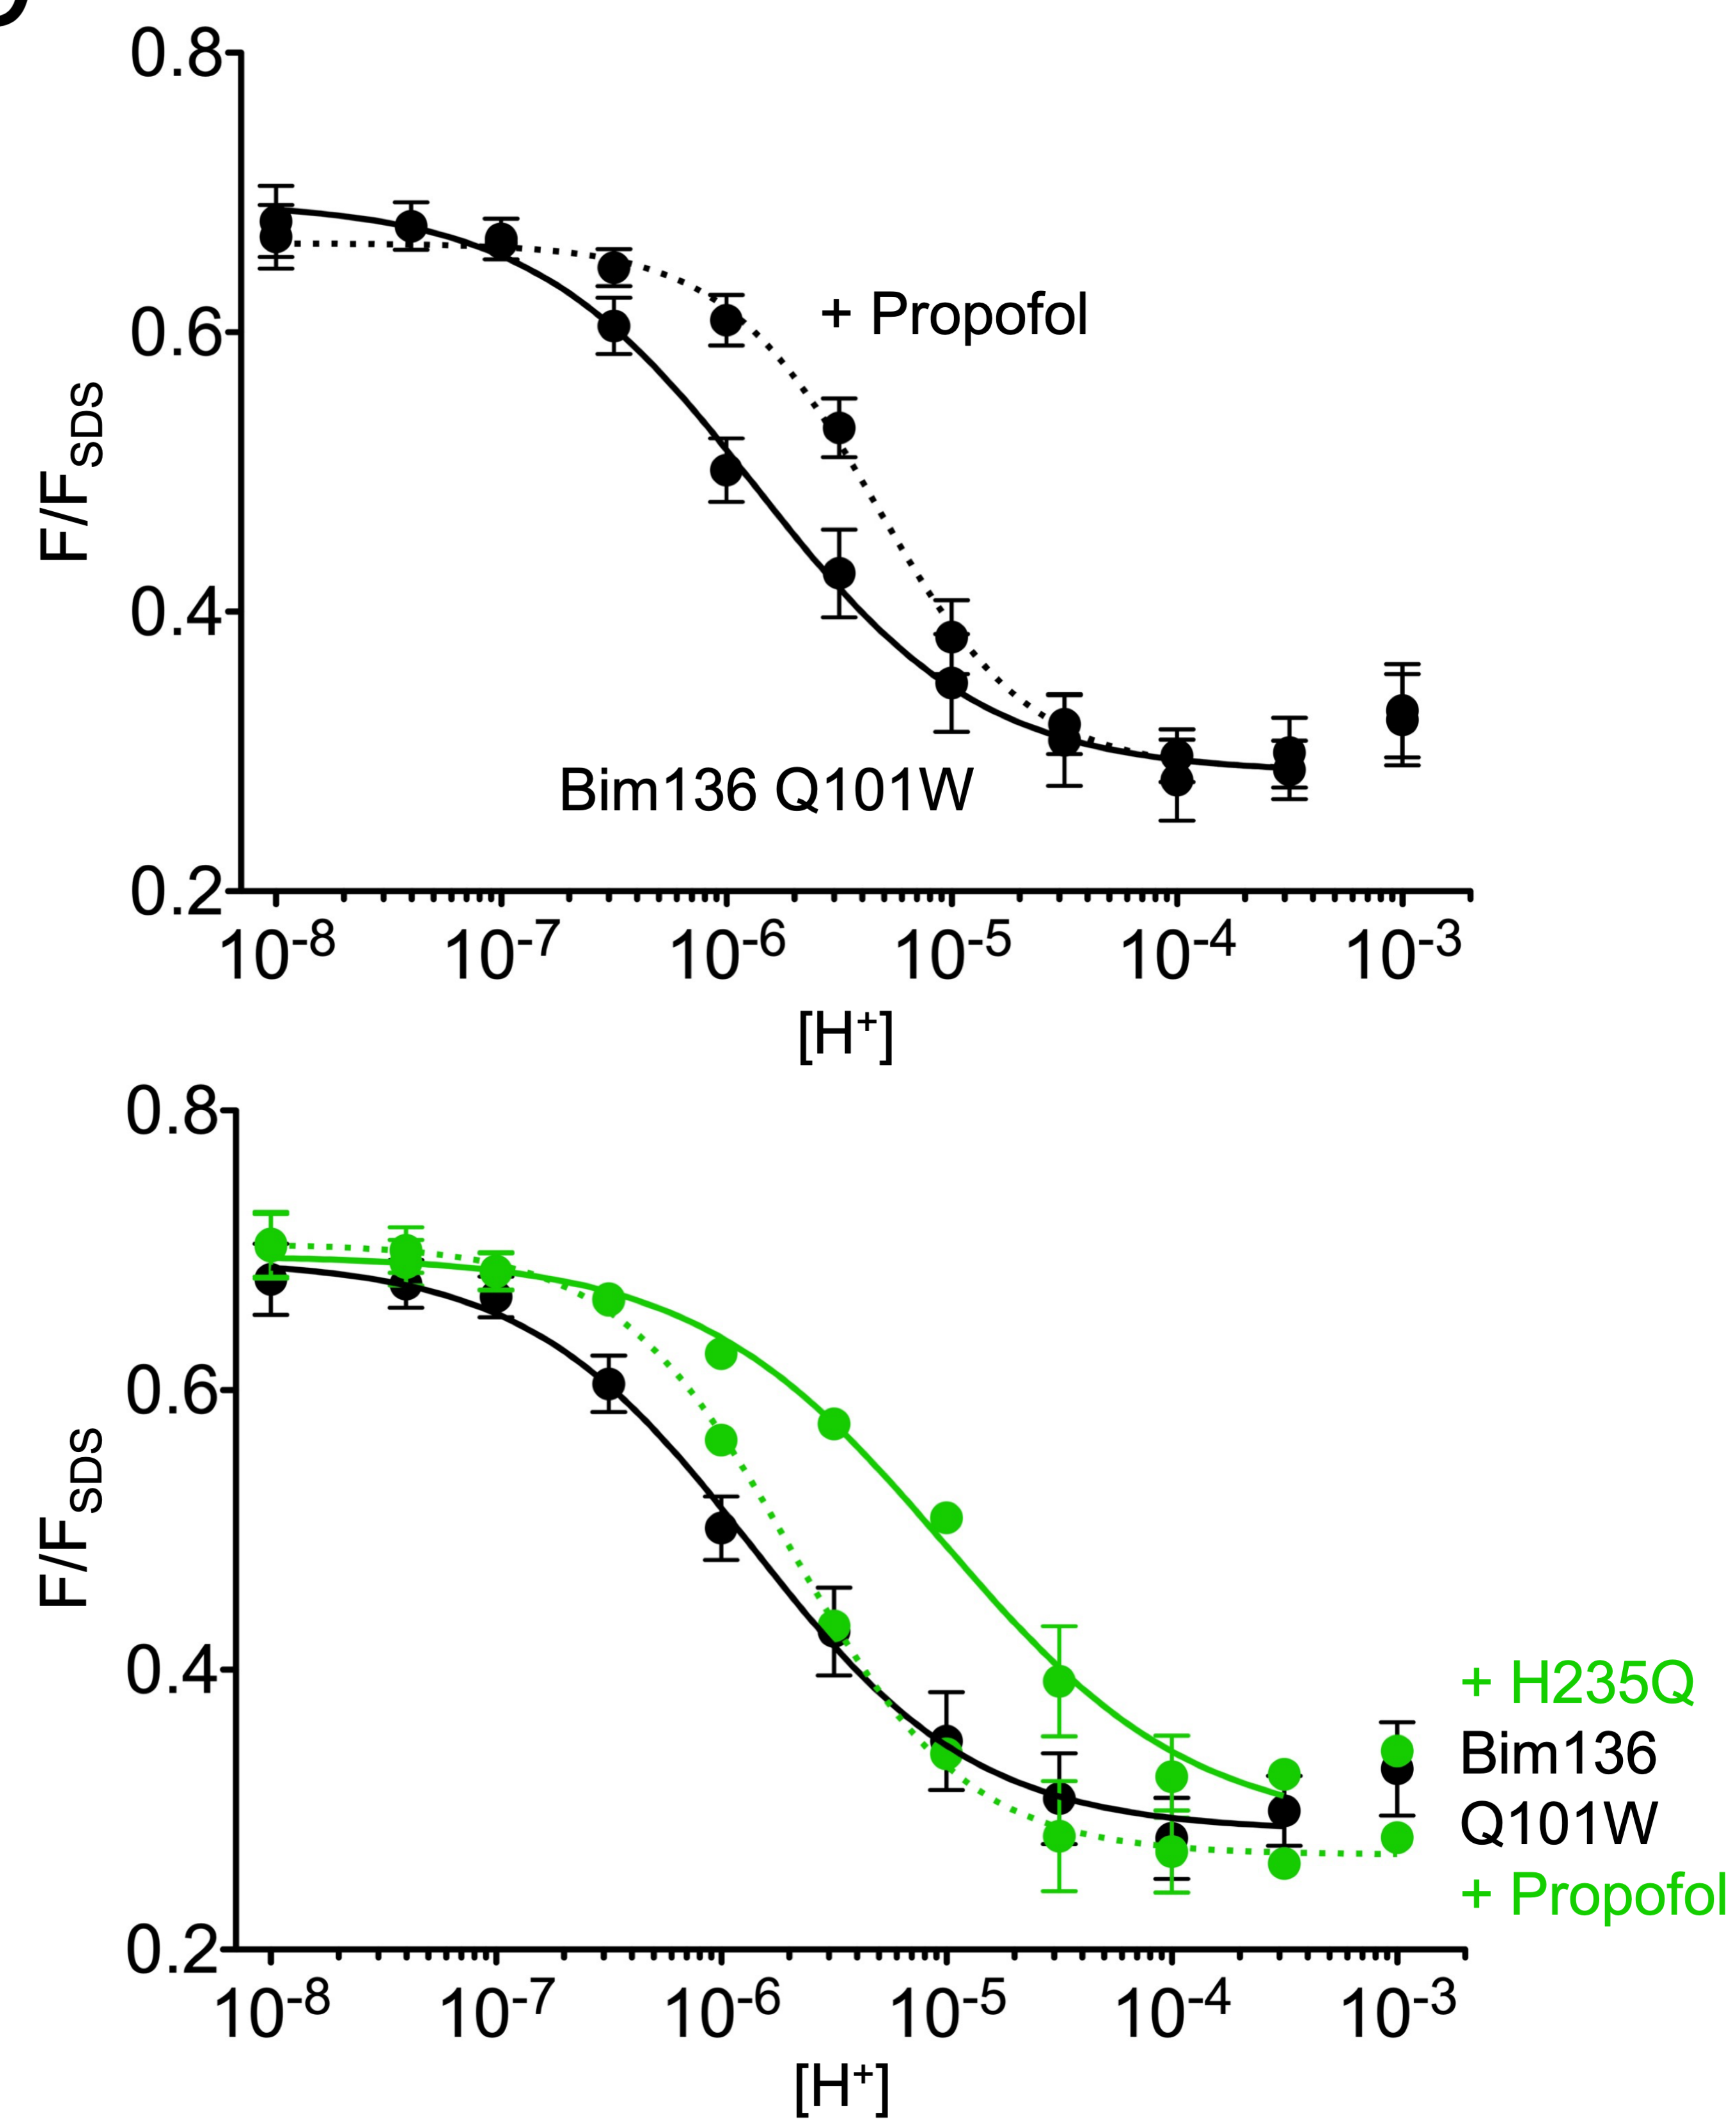 0.8
0.6
0.4
0.2
F/FSDS
+ Propofol
Bim136 Q101W
10-8 10-7 10-6 10-5 10-4 10-3
[H+]
0.8
0.6
0.4
0.2
F/FSDS
+ H235Q
Bim136
Q101W
+ Propofol
10-8 10-7 10-6 10-5 10-4 10-3
[H+]